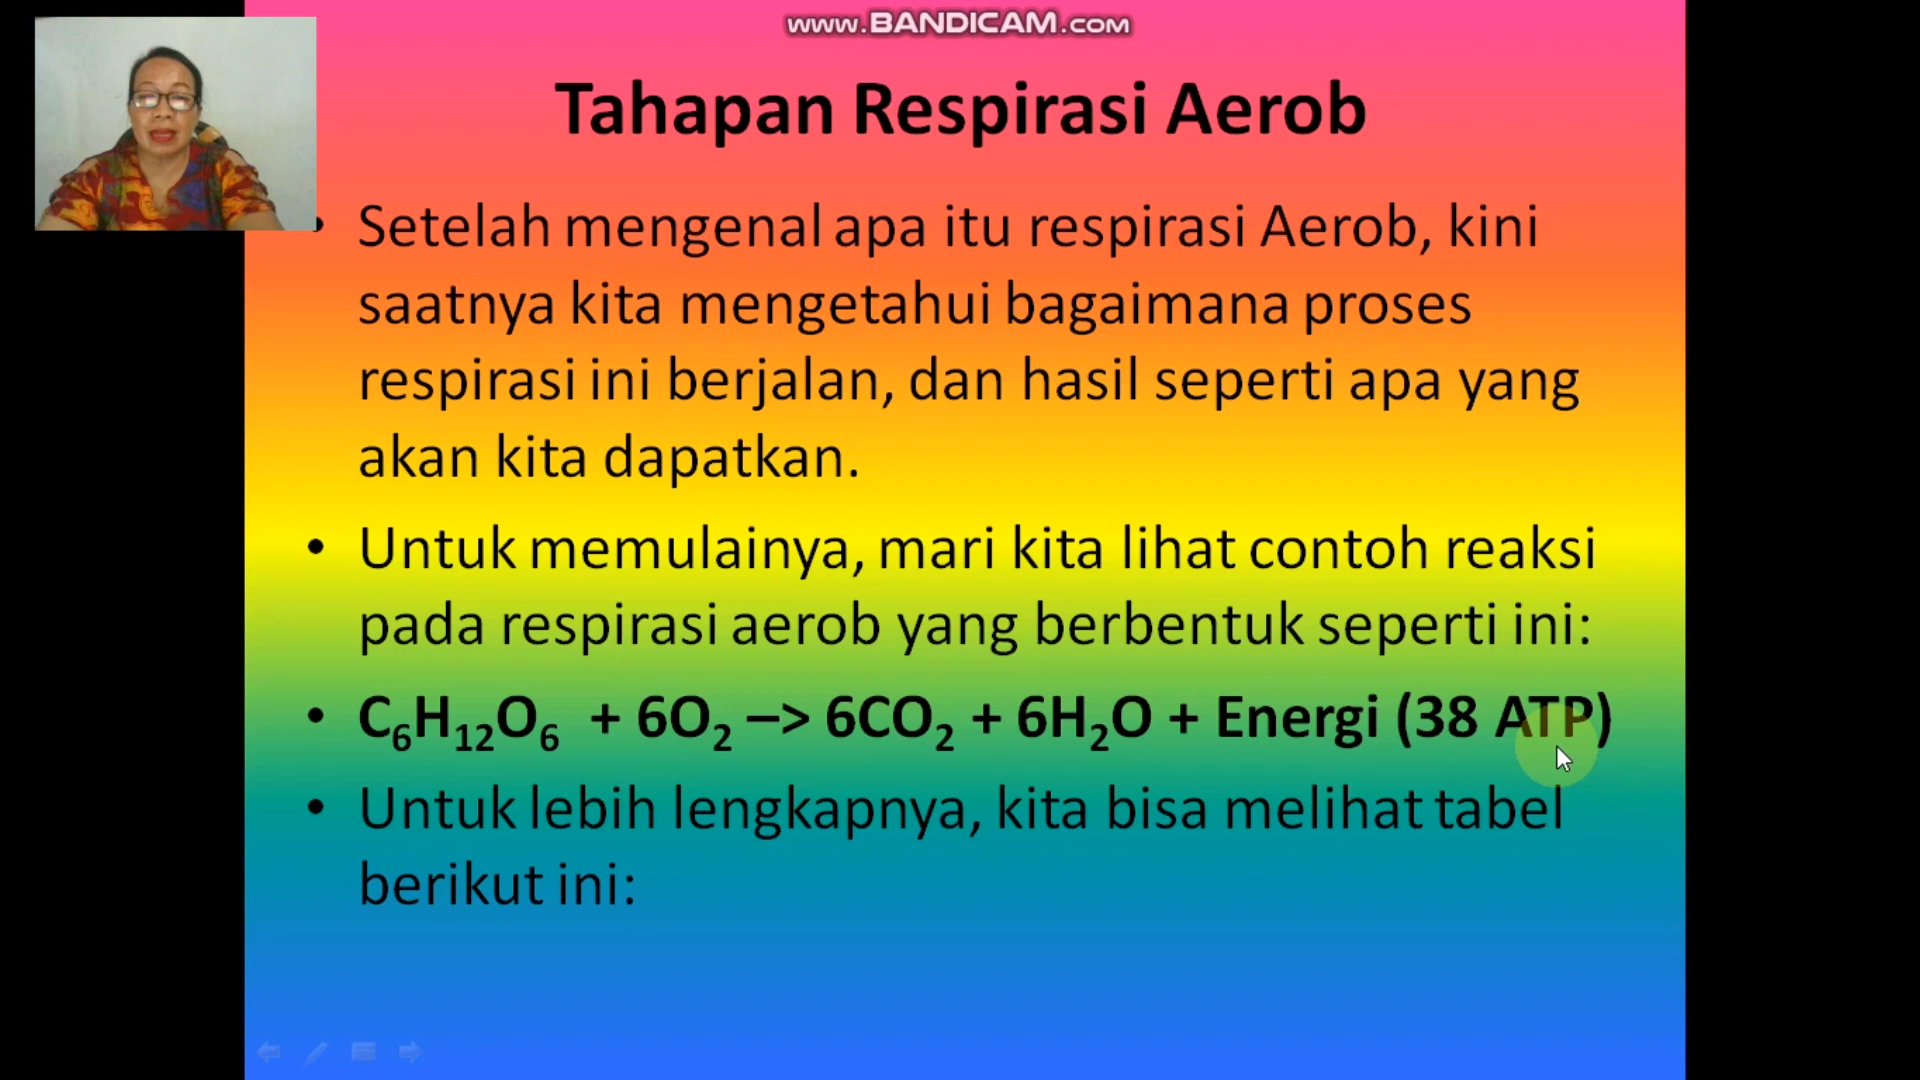 www.BANDICAM.com
Tahapan Respirasi Aerob
• Setelah mengenal apa itu respirasi Aerob, kini
saatnya kita mengetahui bagaimana proses
respirasi ini berjalan, dan hasil seperti apa yang
akan kita dapatkan.
• Untuk memulainya, mari kita lihat contoh reaksi
pada respirasi aerob yang berbentuk seperti ini:
• C₆H₁₂O₆ + 6O₂ –> 6CO₂ + 6H₂O + Energi (38 ATP)
• Untuk lebih lengkapnya, kita bisa melihat tabel
berikut ini: